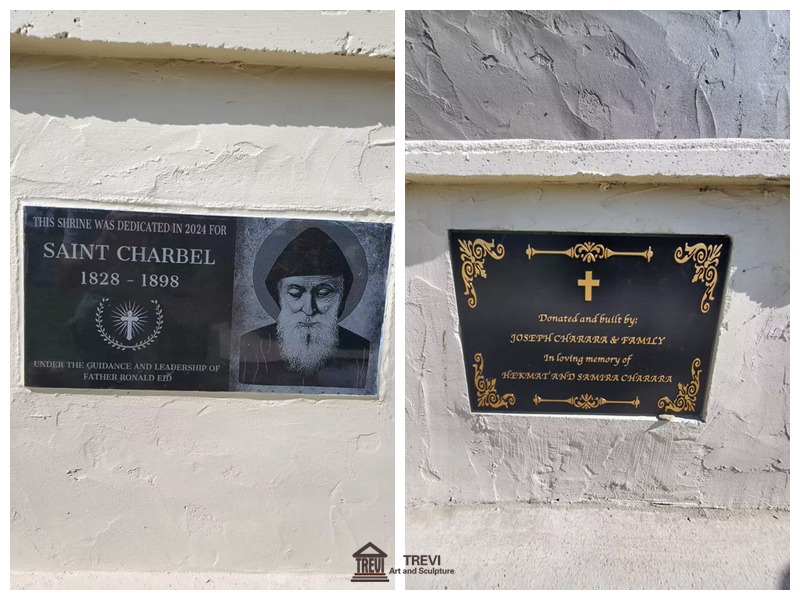 THIS SHRINE WAS DEDICATED IN 2024 FOR
SAINT CHARBEL
1828 - 1898
UNDER THE GUIDANCE AND LEADERSHIP OF
FATHER RONALD EID
Donated and built by:
JOSEPH CHARARA & FAMILY
In loving memory of
HEKMAT AND SAMIRA CHARARA
TREVI
TREVI
Art and Sculpture